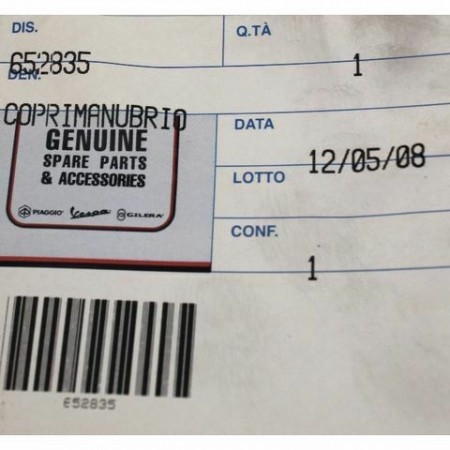 DIS.
Q.TÀ
652835
1
DEN.
COPRIMANUBRIO
GENUINE
SPARE PARTS
& ACCESSORIES
PIAGGIO Vespa GILERA
DATA
12/05/08
LOTTO
CONF.
1
652835